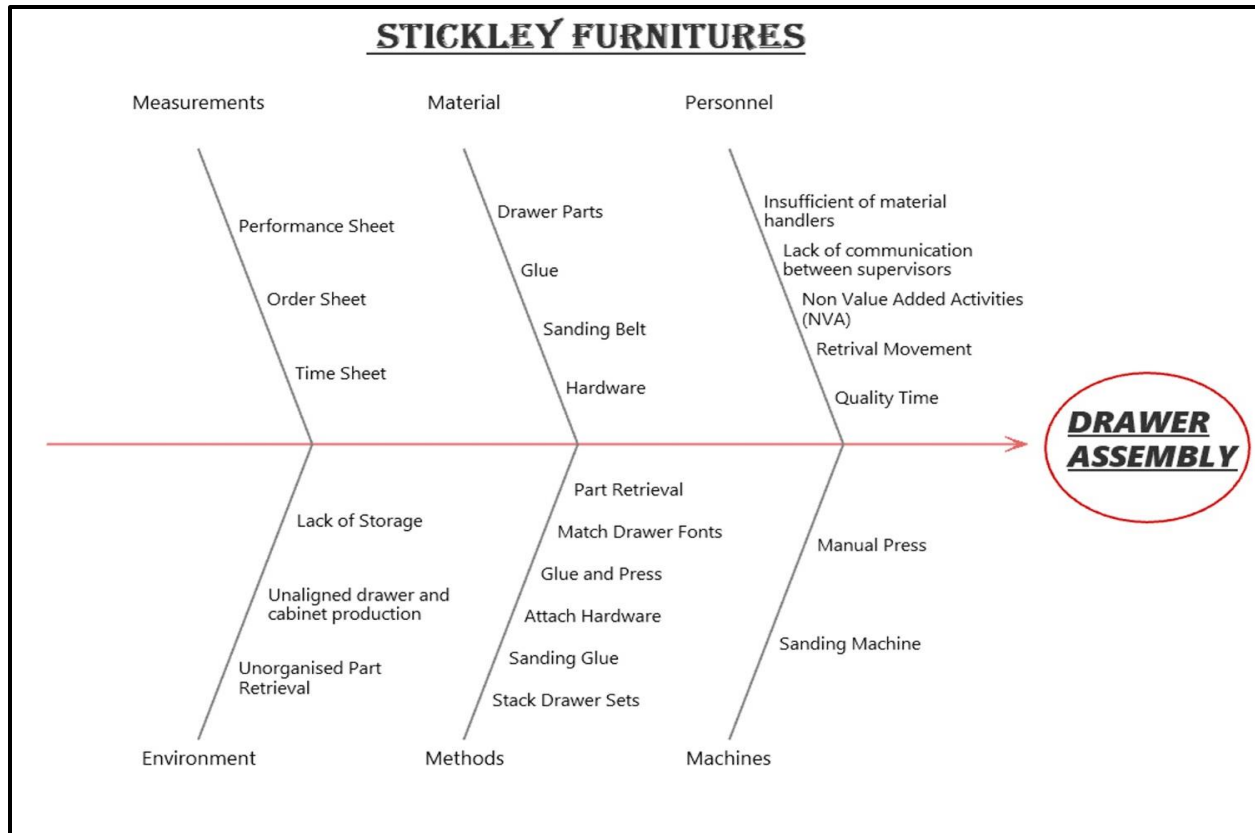 STICKLEY FURNITURES
Measurements
Material
Personnel
Performance Sheet
Order Sheet
Time Sheet
Drawer Parts
Glue
Sanding Belt
Hardware
Insufficient of material
handlers
Lack of communication
between supervisors
Non Value Added Activities
(NVA)
Retrival Movement
Quality Time
DRAWER
ASSEMBLY
Lack of Storage
Unaligned drawer and
cabinet production
Unorganised Part
Retrieval
Part Retrieval
Match Drawer Fonts
Glue and Press
Attach Hardware
Sanding Glue
Stack Drawer Sets
Manual Press
Sanding Machine
Environment
Methods
Machines